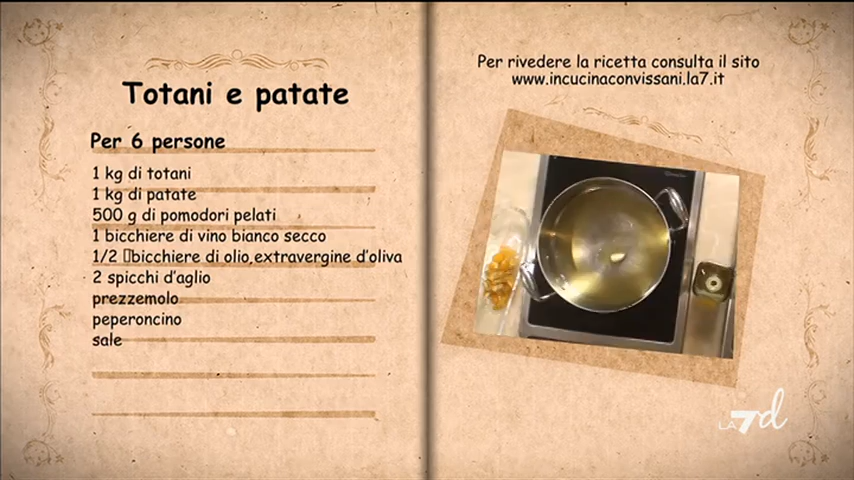 Totani e patate
Per 6 persone
1 kg di totani
1 kg di patate
500 g di pomodori pelati
1 bicchiere di vino bianco secco
1/2 ▯bicchiere di olio,extravergine d'oliva
2 spicchi d'aglio
prezzemolo
peperoncino
sale
Per rivedere la ricetta consulta il sito
www.incucinaconvissani.la7.it
LA7d